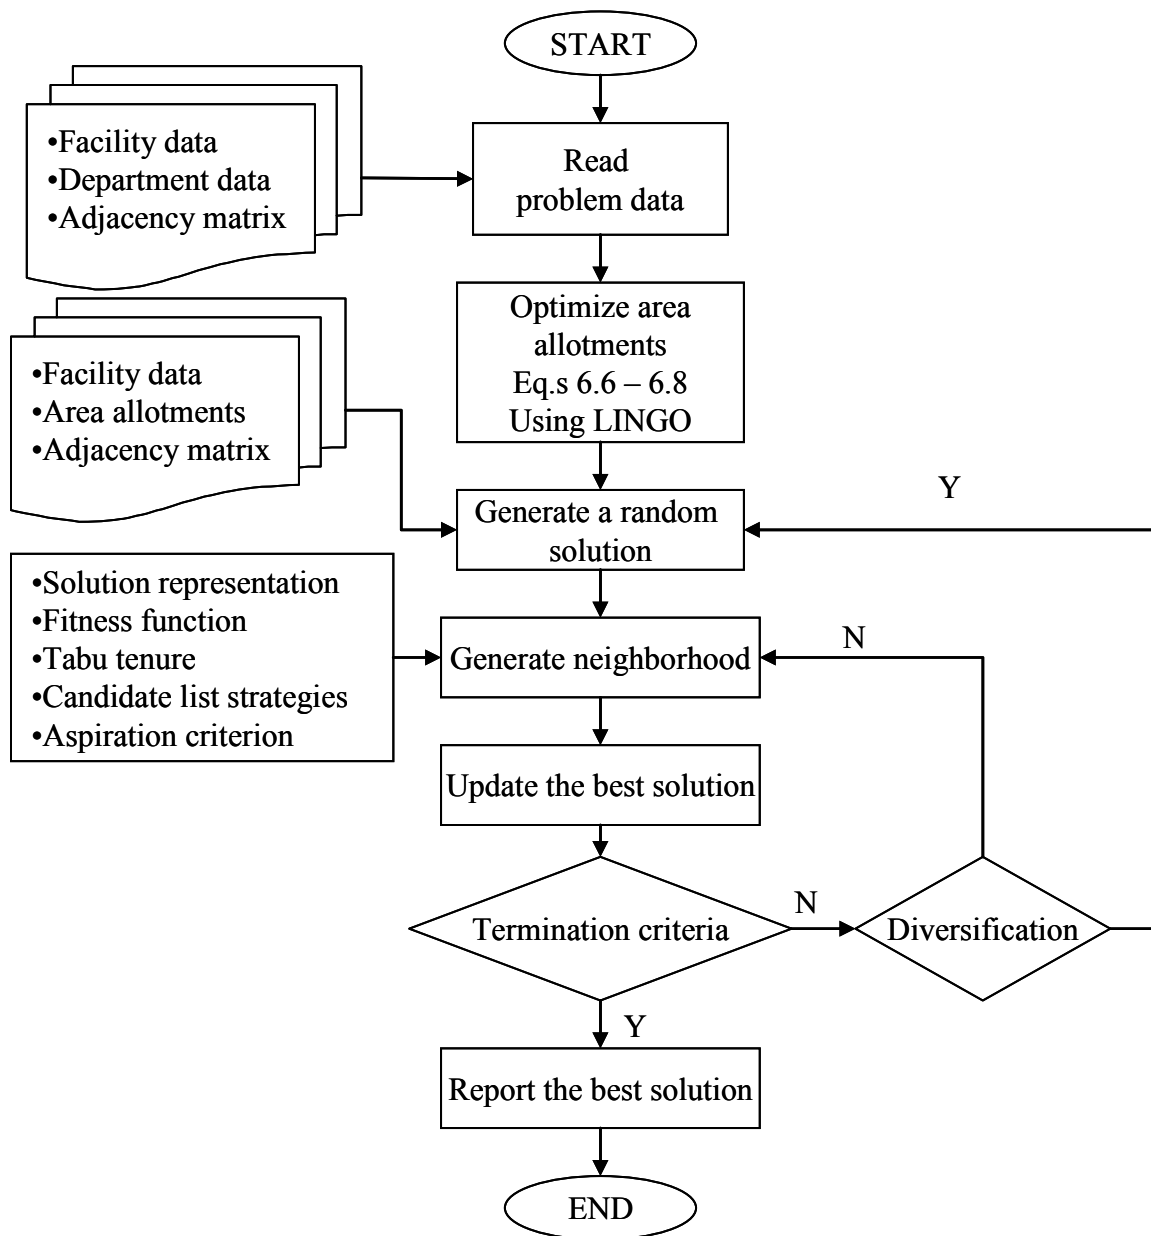 START
•Facility data
•Department data
•Adjacency matrix
Read
problem data
Optimize area
allotments
Eq.s 6.6 – 6.8
Using LINGO
•Facility data
•Area allotments
•Adjacency matrix
Y
Generate a random
solution
•Solution representation
•Fitness function
•Tabu tenure
•Candidate list strategies
•Aspiration criterion
N
Generate neighborhood
Update the best solution
Termination criteria
N
Diversification
Y
Report the best solution
END